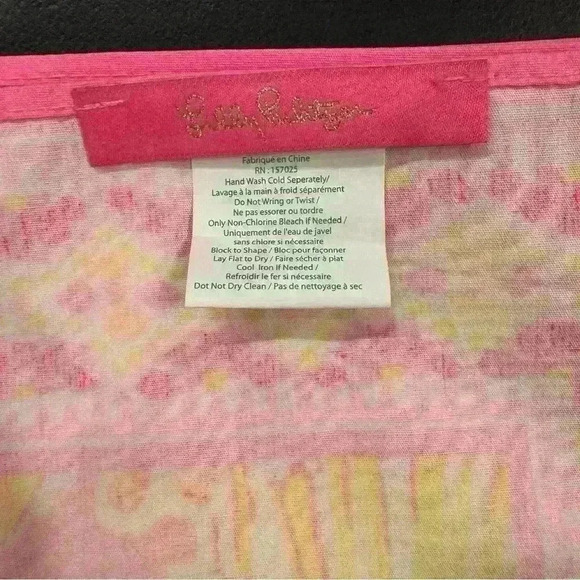 Lilly Pulitzer
Fabriqué en Chine
RN : 157025
Hand Wash Cold Seperately/
Lavage à la main à froid séparément
Do Not Wring or Twist /
Ne pas essorer ou tordre
Only Non-Chlorine Bleach If Needed /
Uniquement de l'eau de javel
sans chlore si nécessaire
Block to Shape / Bloc pour façonner
Lay Flat to Dry / Faire sécher à plat
Cool Iron If Needed /
Refroidir le fer si nécessaire
Dot Not Dry Clean / Pas de nettoyage à sec